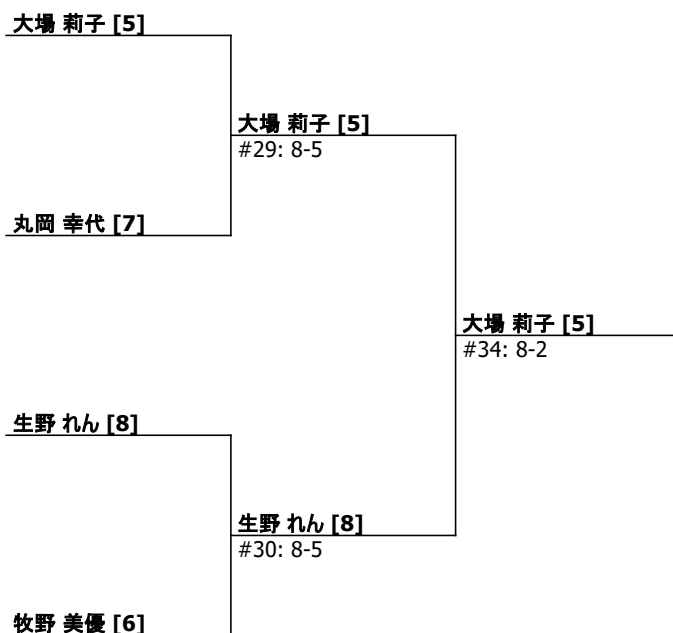 大場 莉子 [5]
大場 莉子 [5]
#29: 8-5
丸岡 幸代 [7]
大場 莉子 [5]
#34: 8-2
生野 れん [8]
生野 れん [8]
#30: 8-5
牧野 美優 [6]